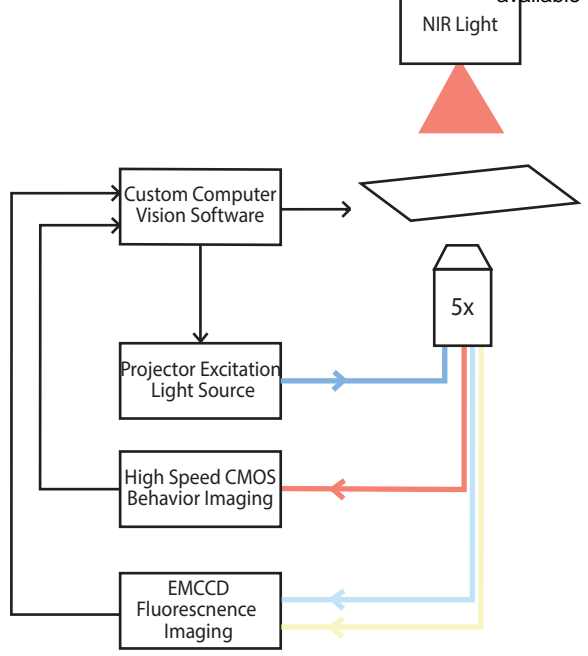 available
NIR Light
Custom Computer
Vision Software
5x
Projector Excitation
Light Source
High Speed CMOS
Behavior Imaging
EMCCD
Fluorescnence
Imaging